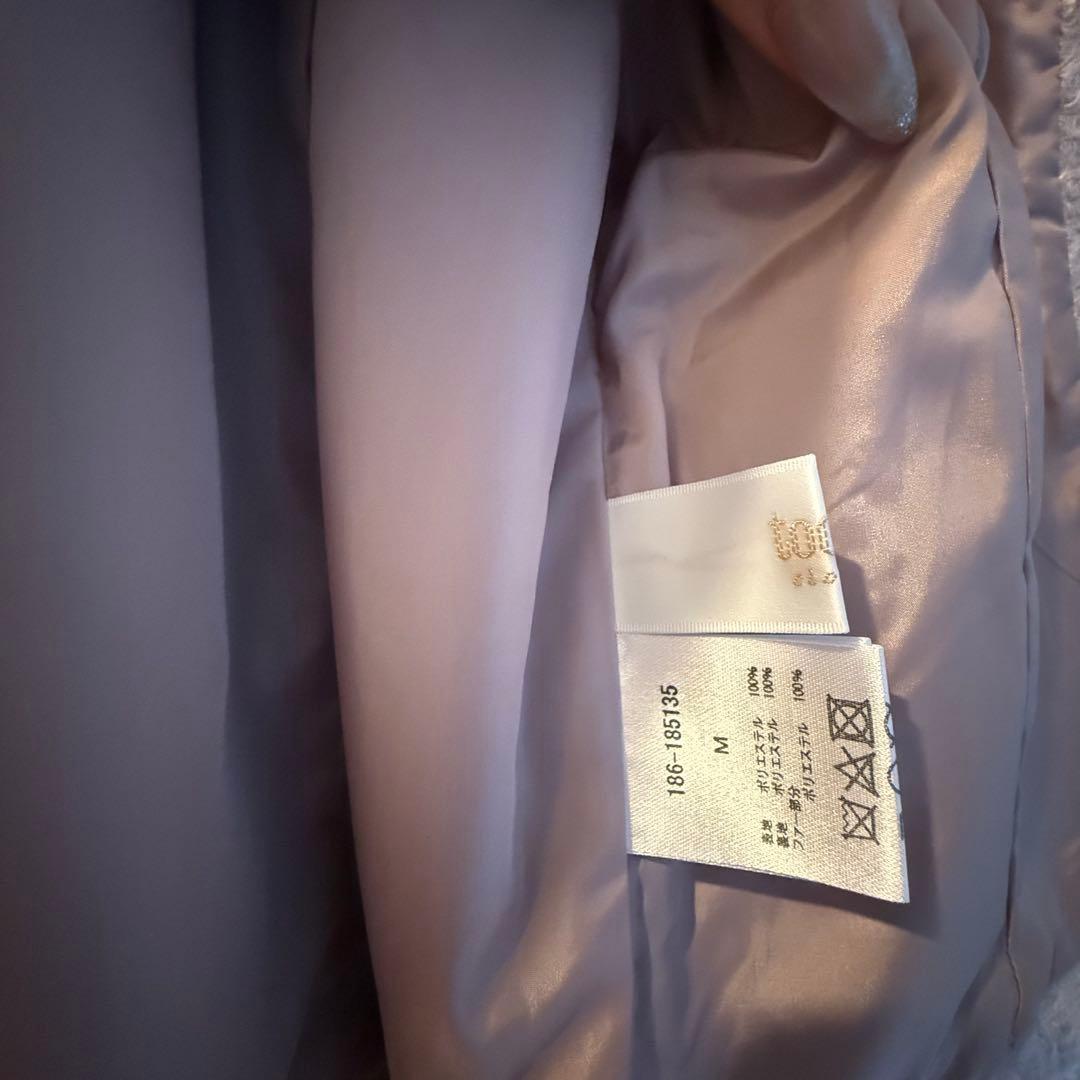 186-185135
M
表地 ポリエステル 100%
裏地 ポリエステル 100%
ファー部分
ポリエステル 100%